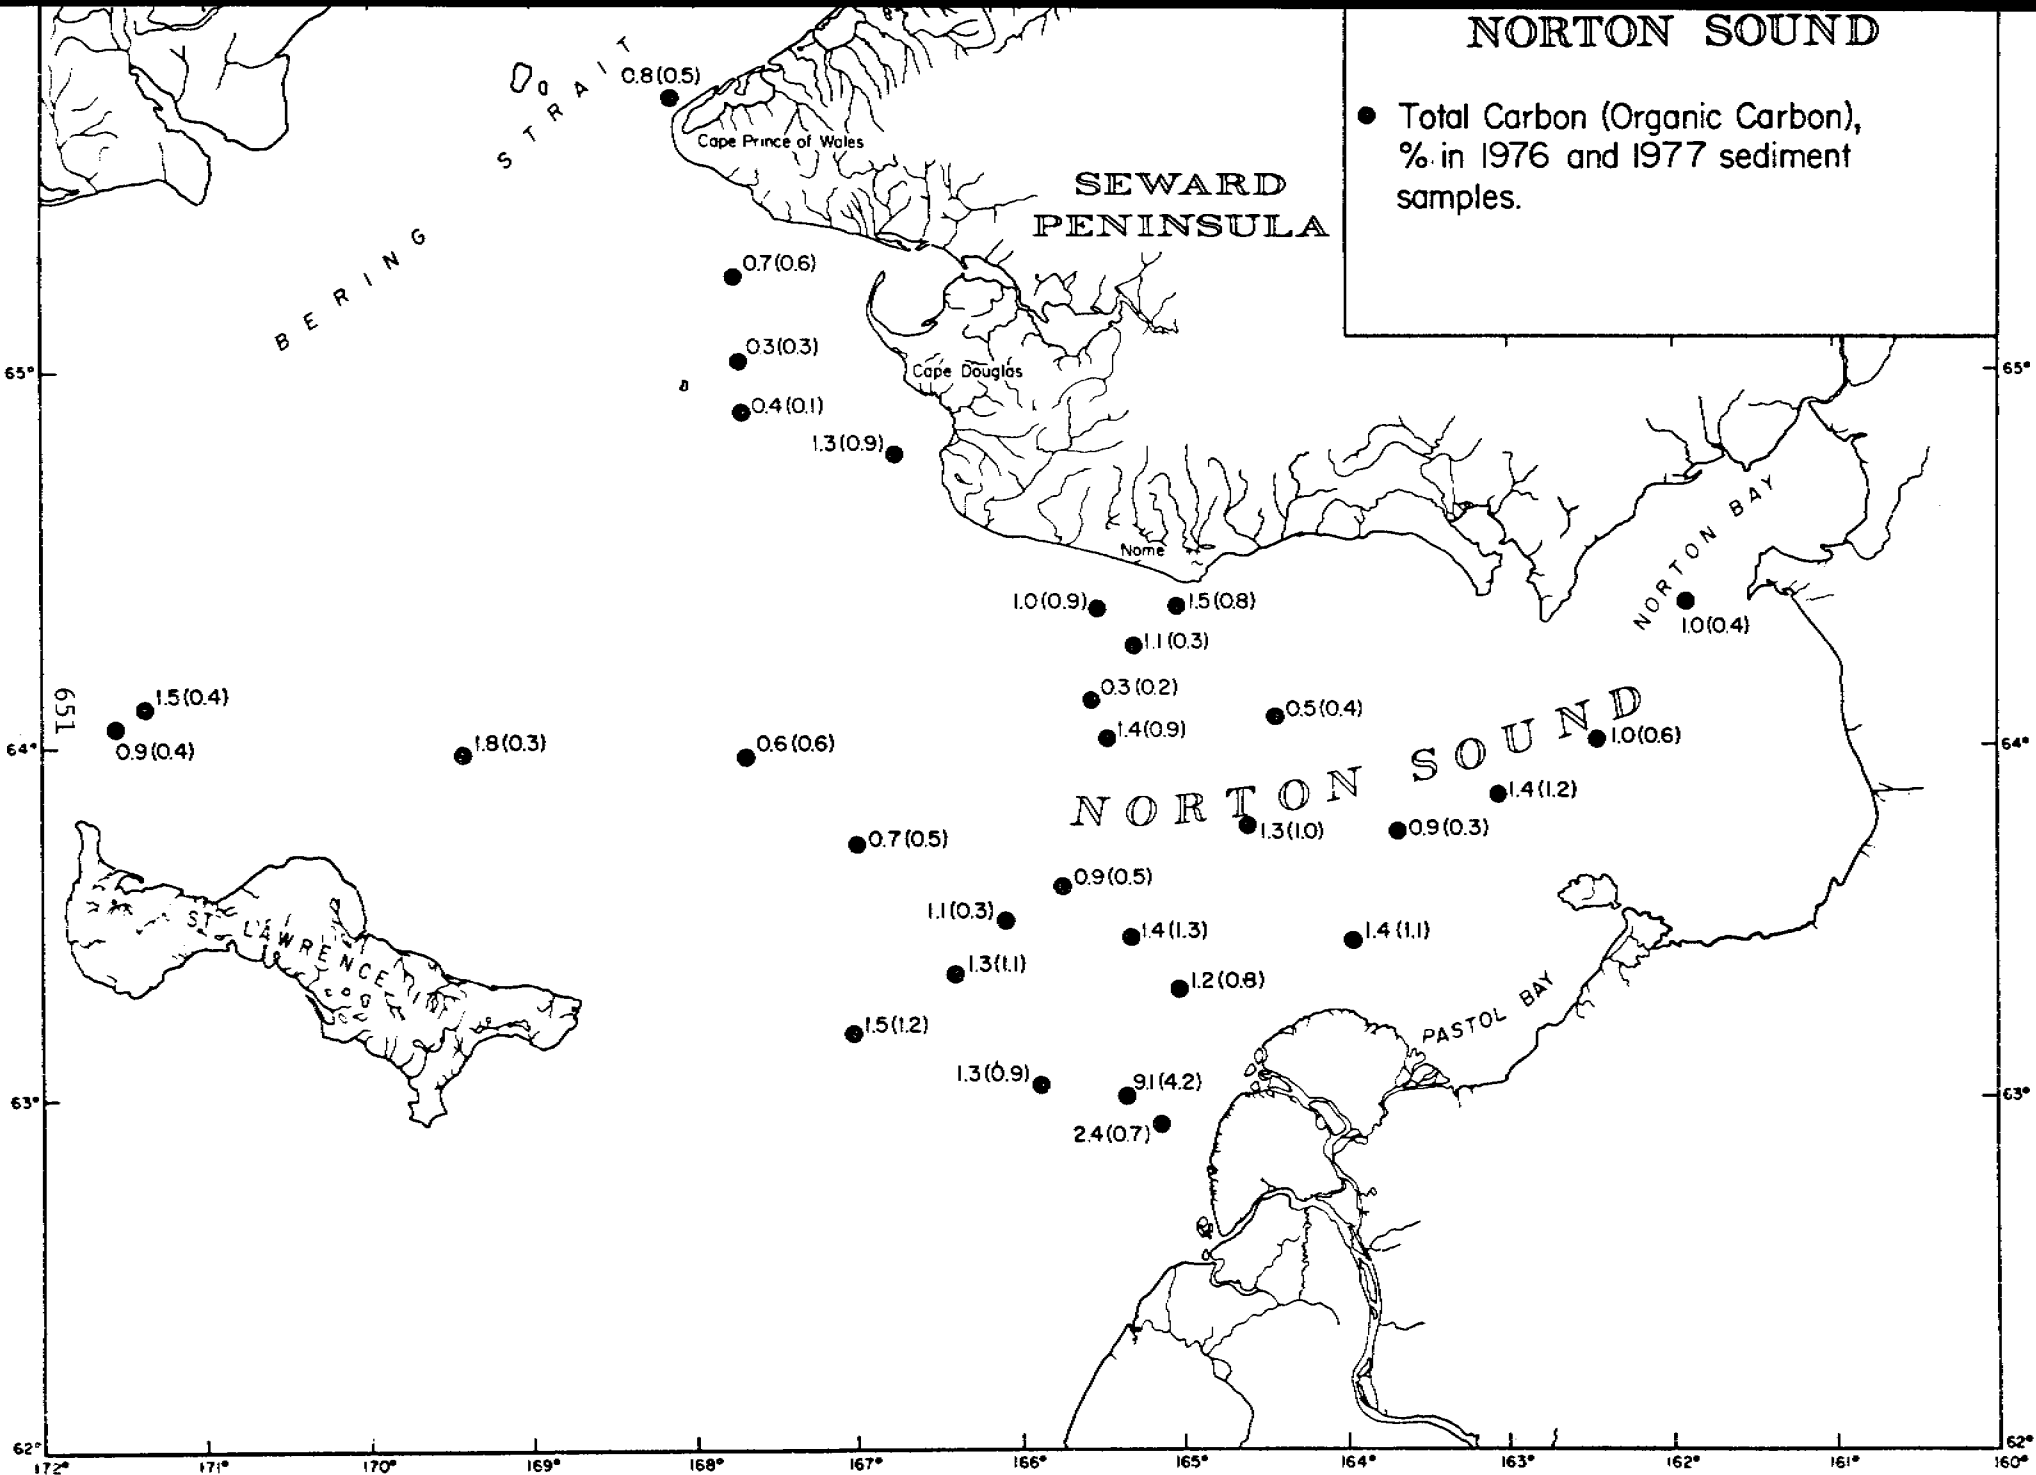 NORTON SOUND
● Total Carbon (Organic Carbon),
% in 1976 and 1977 sediment
samples.
BERING STRAIT
0.8(0.5)
Cape Prince of Wales
SEWARD
PENINSULA
0.7(0.6)
0.3(0.3)
Cape Douglas
65°
65°
0.4(0.1)
1.3(0.9)
NORTON BAY
Nome
1.0(0.9)
1.5(0.8)
1.0(0.4)
1.1(0.3)
651
1.5(0.4)
0.3(0.2)
0.5(0.4)
1.4(0.9)
1.0(0.6)
64°
0.9(0.4)
1.8(0.3)
0.6(0.6)
64°
NORTON SOUND
1.4(1.2)
0.7(0.5)
1.3(1.0)
0.9(0.3)
0.9(0.5)
ST. LAWRENCE
1.1(0.3)
1.4(1.3)
1.4(1.1)
1.3(1.1)
1.2(0.8)
PASTOL BAY
1.5(1.2)
1.3(0.9)
9.1(4.2)
63°
63°
2.4(0.7)
62°
62°
172° 171° 170° 169° 168° 167° 166° 165° 164° 163° 162° 161° 160°